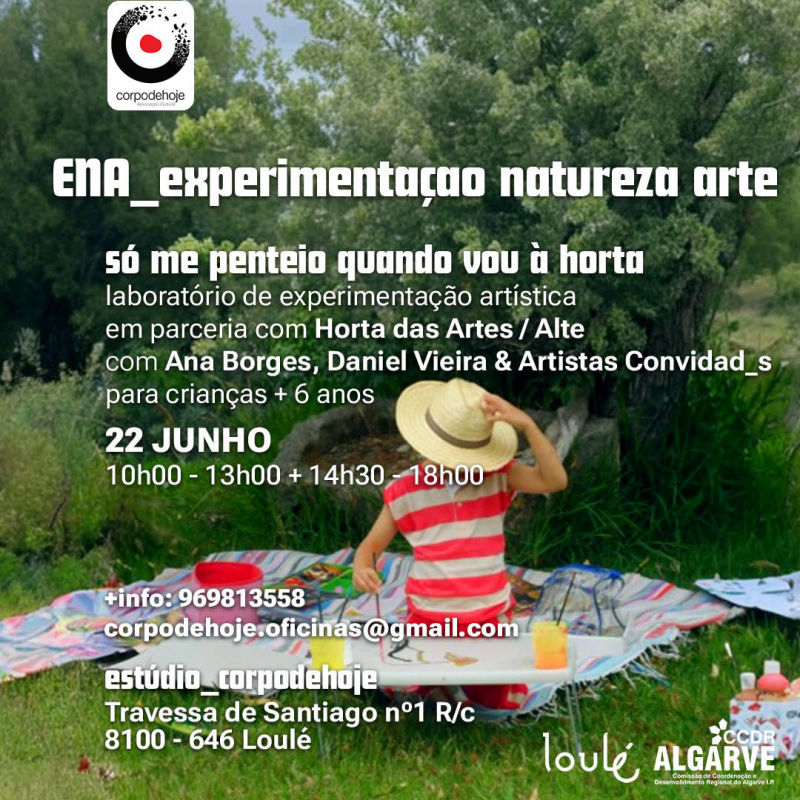 corpodehoje
Associação Cultural
ENA_experimentaçao natureza arte
só me penteio quando vou à horta
laboratório de experimentação artística
em parceria com Horta das Artes / Alte
com Ana Borges, Daniel Vieira & Artistas Convidad_s
para crianças + 6 anos
22 JUNHO
10h00 - 13h00 + 14h30 - 18h00
+info: 969813558
corpodehoje.oficinas@gmail.com
estúdio_corpodehoje
Travessa de Santiago nº1 R/c
8100 - 646 Loulé
loulé
CCDR
ALGARVE
Comissão de Coordenação e
Desenvolvimento Regional do Algarve I.P.